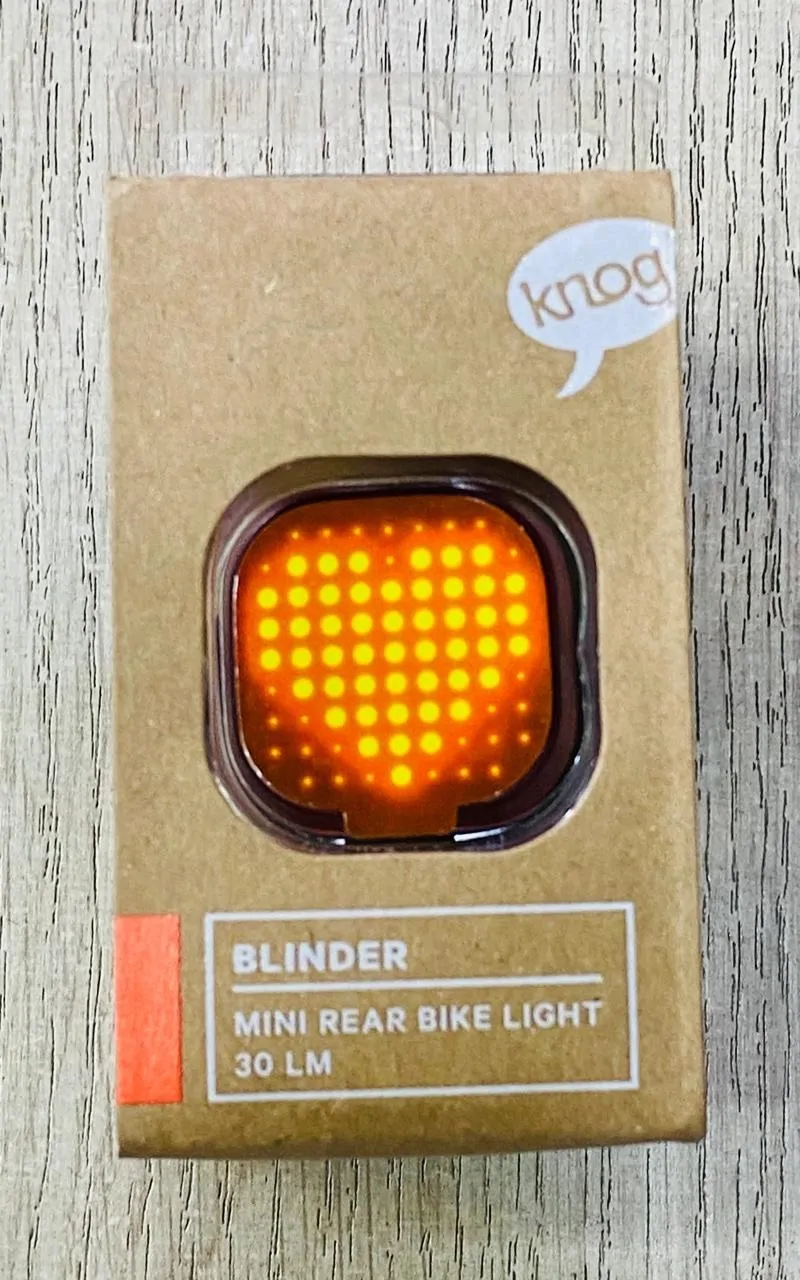 knog
BLINDER
MINI REAR BIKE LIGHT
30 LM